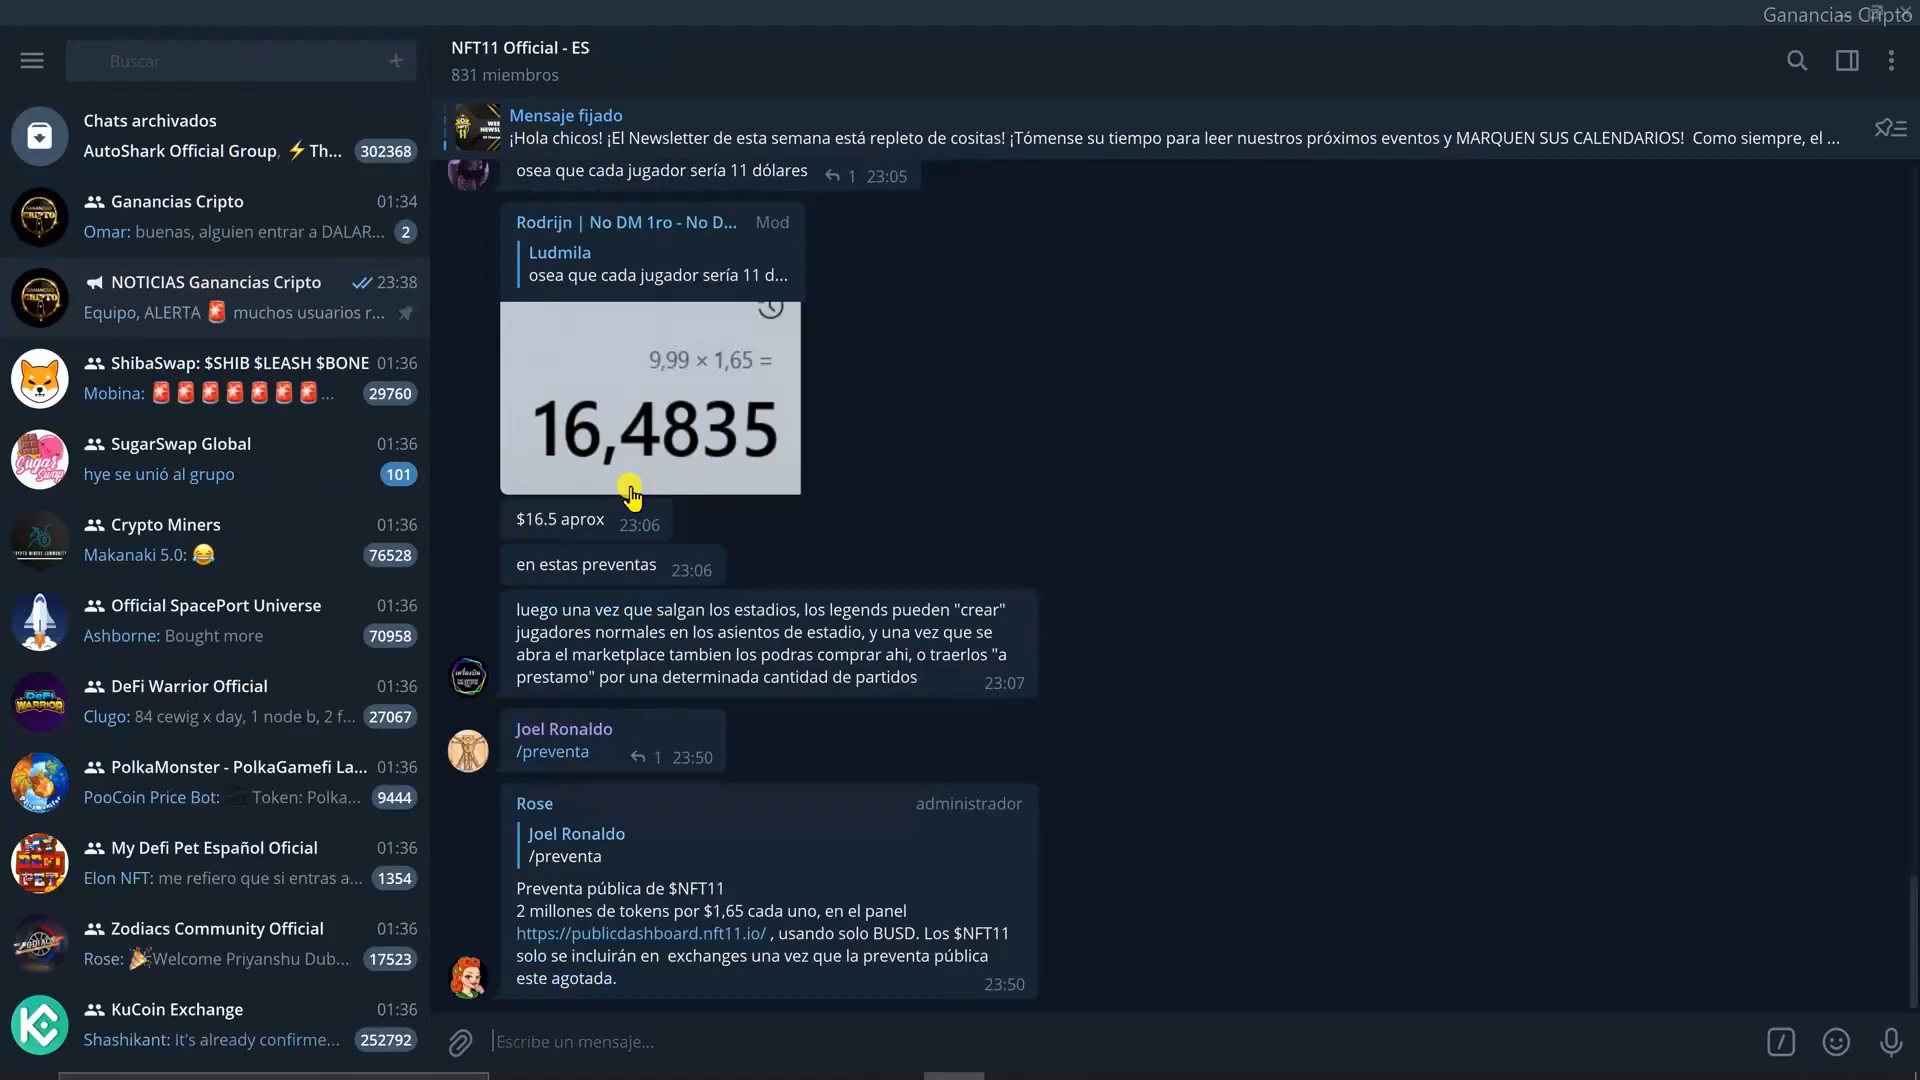 Ganancias Cripto
Buscar
Chats archivados
AutoShark Official Group, ⚡Th... 302368
Ganancias Cripto 01:34
Omar: buenas, alguien entrar a DALAR... 2
NOTICIAS Ganancias Cripto 23:38
Equipo, ALERTA 🚨 muchos usuarios r...
ShibaSwap: $SHIB $LEASH $BONE 01:36
Mobina: 🚨🚨🚨🚨🚨🚨🚨... 29760
SugarSwap Global 01:36
hye se unió al grupo 101
Crypto Miners 01:36
Makanaki 5.0: 😂 76528
Official SpacePort Universe 01:36
Ashborne: Bought more 70958
DeFi Warrior Official 01:36
Clugo: 84 cewig x day, 1 node b, 2 f... 27067
PolkaMonster - PolkaGamefi La... 01:36
PooCoin Price Bot: Token: Polka... 9444
My Defi Pet Español Oficial 01:36
Elon NFT: me refiero que si entras a... 1354
Zodiacs Community Official 01:36
Rose: 🎉Welcome Priyanshu Dub... 17523
KuCoin Exchange 01:36
Shashikant: It's already confirme... 252792
NFT11 Official - ES
831 miembros
Mensaje fijado
¡Hola chicos! ¡El Newsletter de esta semana está repleto de cositas! ¡Tómense su tiempo para leer nuestros próximos eventos y MARQUEN SUS CALENDARIOS! Como siempre, el ...
osea que cada jugador sería 11 dólares 1 23:05
Rodrijn | No DM 1ro - No D... Mod
Ludmila
osea que cada jugador sería 11 d...
9,99 × 1,65 =
16,4835
$16.5 aprox 23:06
en estas preventas 23:06
luego una vez que salgan los estadios, los legends pueden "crear"
jugadores normales en los asientos de estadio, y una vez que se
abra el marketplace tambien los podras comprar ahi, o traerlos "a
prestamo" por una determinada cantidad de partidos 23:07
Joel Ronaldo
/preventa 1 23:50
Rose administrador
Joel Ronaldo
/preventa
Preventa pública de $NFT11
2 millones de tokens por $1,65 cada uno, en el panel
https://publicdashboard.nft11.io/ , usando solo BUSD. Los $NFT11
solo se incluirán en exchanges una vez que la preventa pública
este agotada. 23:50
Escribe un mensaje...